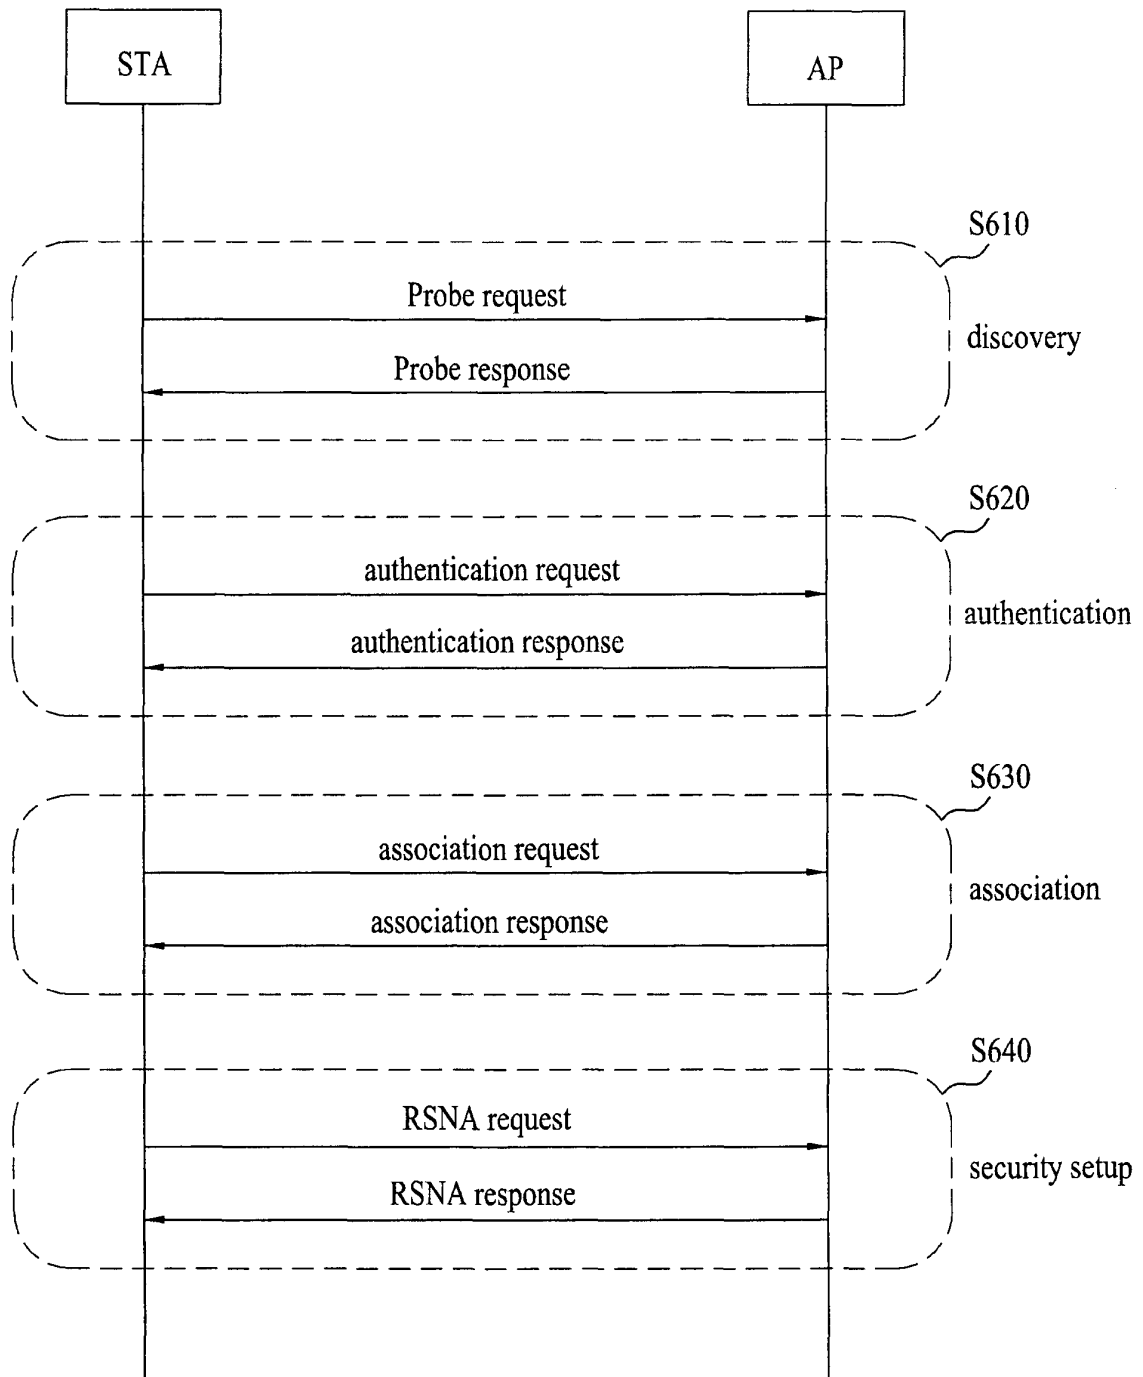 STA
AP
S610
Probe request
discovery
Probe response
S620
authentication request
authentication
authentication response
S630
association request
association
association response
S640
RSNA request
security setup
RSNA response